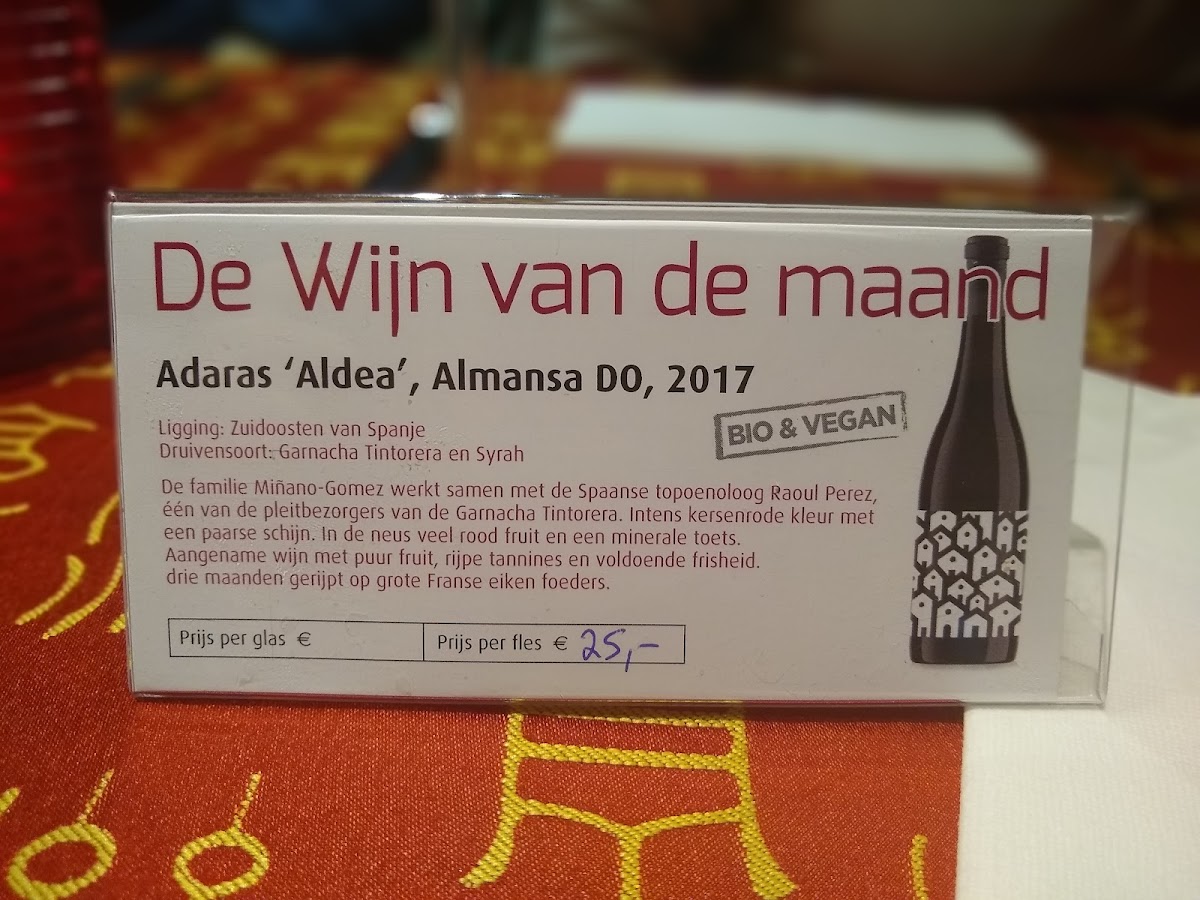 De Wijn van de maand
Adaras ‘Aldea’, Almansa DO, 2017
BIO & VEGAN
Ligging: Zuidoosten van Spanje
Druivensoort: Garnacha Tintorera en Syrah
De familie Miñano-Gomez werkt samen met de Spaanse topoenoloog Raoul Perez,
één van de pleitbezorgers van de Garnacha Tintorera. Intens kersenrode kleur met
een paarse schijn. In de neus veel rood fruit en een minerale toets.
Aangename wijn met puur fruit, rijpe tannines en voldoende frisheid.
drie maanden gerijpt op grote Franse eiken foeders.
Prijs per glas €
Prijs per fles € 25,-